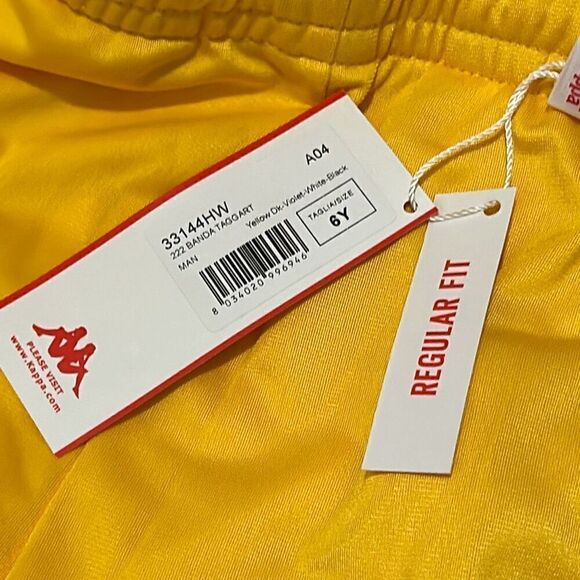 33144HW
A04
222 BANDA TAGGART
MAN
Yellow Dk-Violet-White-Black
TAGLIA/SIZE
6Y
8 034020 996946
PLEASE VISIT
www.Kappa.com
REGULAR FIT